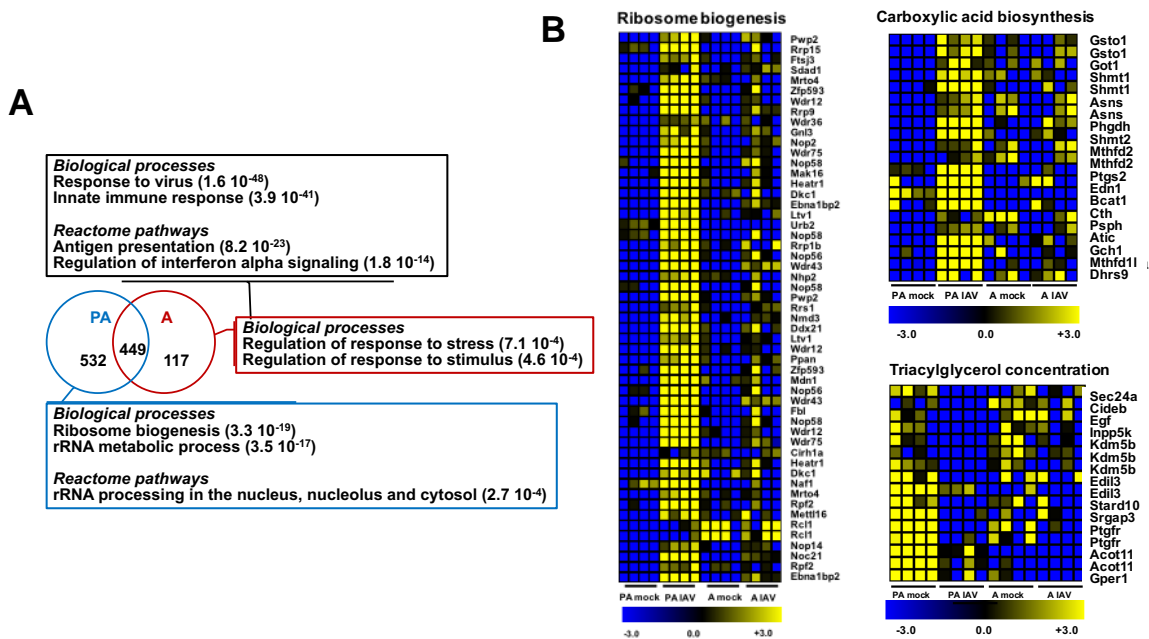 A
Biological processes
Response to virus (1.6 10-48)
Innate immune response (3.9 10-41)
Reactome pathways
Antigen presentation (8.2 10-23)
Regulation of interferon alpha signaling (1.8 10-14)
PA
A
532
449
117
Biological processes
Regulation of response to stress (7.1 10-4)
Regulation of response to stimulus (4.6 10-4)
Biological processes
Ribosome biogenesis (3.3 10-19)
rRNA metabolic process (3.5 10-17)
Reactome pathways
rRNA processing in the nucleus, nucleolus and cytosol (2.7 10-4)
B
Ribosome biogenesis
Pwp2
Rrp15
Ftsj3
Sdad1
Mrto4
Zfp593
Wdr12
Rrp9
Wdr36
Gnl3
Nop2
Wdr75
Nop58
Mak16
Heatr1
Dkc1
Ebna1bp2
Ltv1
Urb2
Nop58
Rrp1b
Nop56
Wdr43
Nhp2
Nop58
Pwp2
Rrs1
Nmd3
Ddx21
Ltv1
Wdr12
Ppan
Zfp593
Mdn1
Nop56
Wdr43
Fbl
Nop58
Wdr12
Wdr75
Cirh1a
Heatr1
Dkc1
Naf1
Mrto4
Rpf2
Mettl16
Rcl1
Rcl1
Nop14
Noc21
Rpf2
Ebna1bp2
PA mock PA IAV A mock A IAV
-3.0 0.0 +3.0
Carboxylic acid biosynthesis
Gsto1
Gsto1
Got1
Shmt1
Shmt1
Asns
Asns
Phgdh
Shmt2
Mthfd2
Mthfd2
Ptgs2
Edn1
Bcat1
Cth
Psph
Atic
Gch1
Mthfd1l
Dhrs9
PA mock PA IAV A mock A IAV
-3.0 0.0 +3.0
Triacylglycerol concentration
Sec24a
Cideb
Egf
Inpp5k
Kdm5b
Kdm5b
Kdm5b
Edil3
Edil3
Stard10
Srgap3
Ptgfr
Ptgfr
Acot11
Acot11
Gper1
PA mock PA IAV A mock A IAV
-3.0 0.0 +3.0